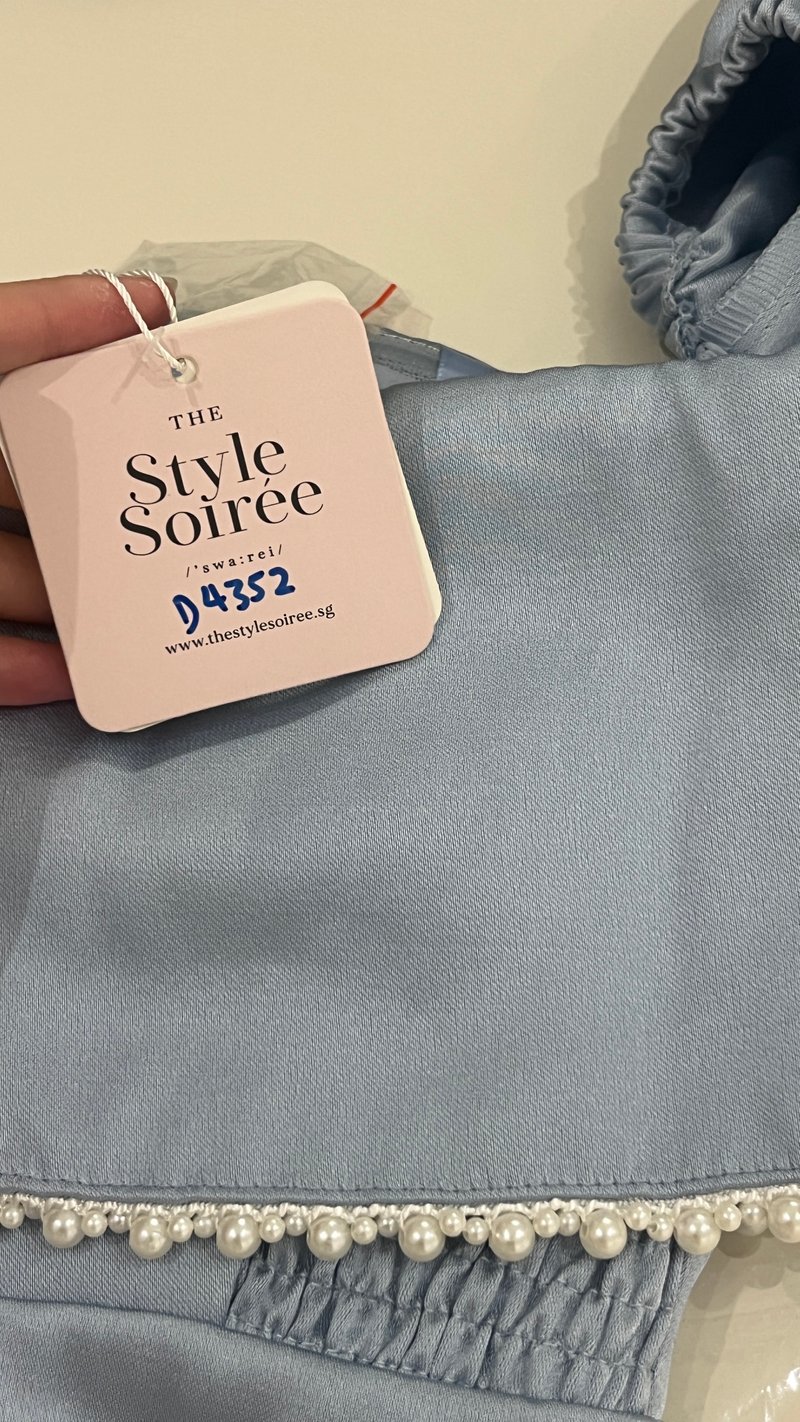 THE
Style
Soirée
/'swa:rei/
D4352
www.thestylesoiree.sg